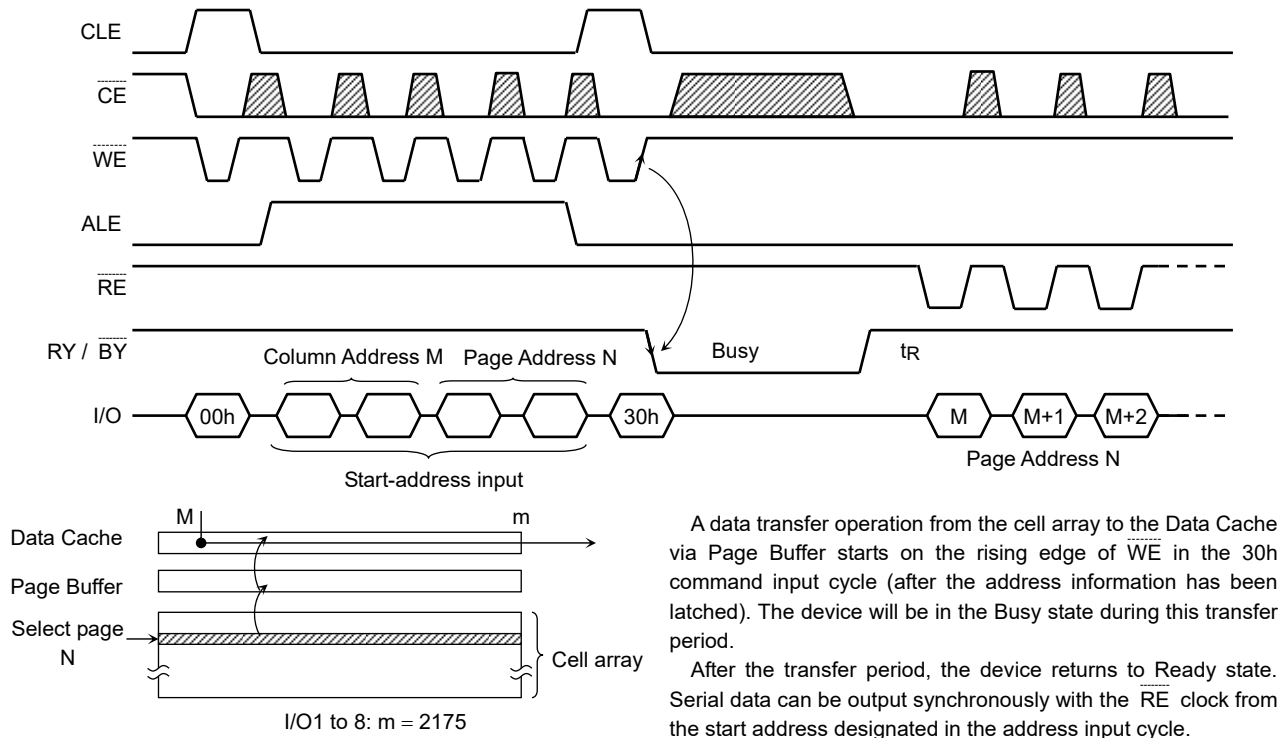 CLE
CE
WE
ALE
RE
RY / BY
Busy
tR
Column Address M
Page Address N
I/O
00h
30h
M
M+1
M+2
Start-address input
Page Address N
M
m
Data Cache
Page Buffer
Select page
N
Cell array
I/O1 to 8: m = 2175
A data transfer operation from the cell array to the Data Cache
via Page Buffer starts on the rising edge of WE in the 30h
command input cycle (after the address information has been
latched). The device will be in the Busy state during this transfer
period.
After the transfer period, the device returns to Ready state.
Serial data can be output synchronously with the RE clock from
the start address designated in the address input cycle.